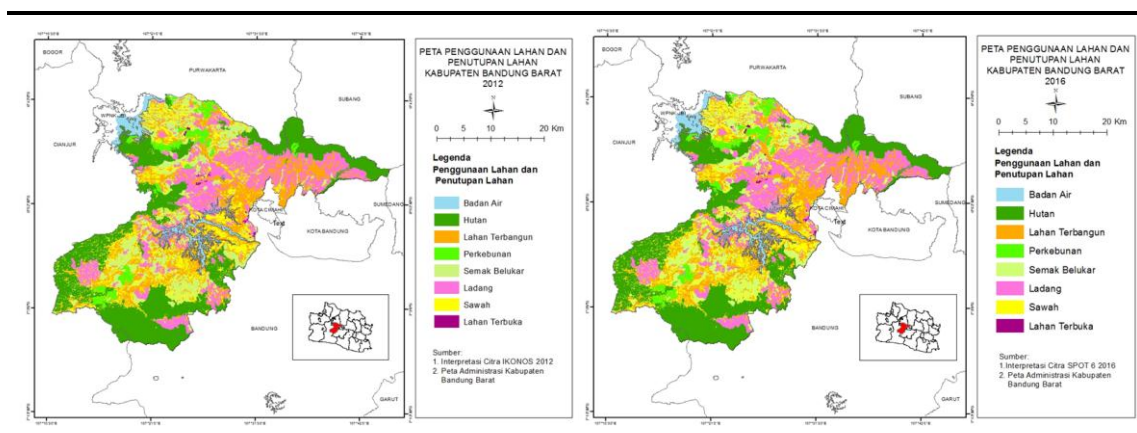 BOGOR
PURWAKARTA
SUBANG
CIANJUR
SUMEDANG
KOTA CIMAHI
Text
KOTA BANDUNG
BANDUNG
GARUT
PETA PENGGUNAAN LAHAN DAN
PENUTUPAN LAHAN
KABUPATEN BANDUNG BARAT
2012
0 5 10 20 Km
Legenda
Penggunaan Lahan dan
Penutupan Lahan
Badan Air
Hutan
Lahan Terbangun
Perkebunan
Semak Belukar
Ladang
Sawah
Lahan Terbuka
Sumber:
1. Interpretasi Citra IKONOS 2012
2. Peta Administrasi Kabupaten
Bandung Barat
BOGOR
PURWAKARTA
SUBANG
CIANJUR
SUMEDANG
KOTA CIMAHI
Text
KOTA BANDUNG
BANDUNG
GARUT
PETA PENGGUNAAN LAHAN DAN
PENUTUPAN LAHAN
KABUPATEN BANDUNG BARAT
2016
0 5 10 20 Km
Legenda
Penggunaan Lahan dan
Penutupan Lahan
Badan Air
Hutan
Lahan Terbangun
Perkebunan
Semak Belukar
Ladang
Sawah
Lahan Terbuka
Sumber:
1.Interpretasi Citra SPOT 6 2016
2. Peta Administrasi Kabupaten
Bandung Barat